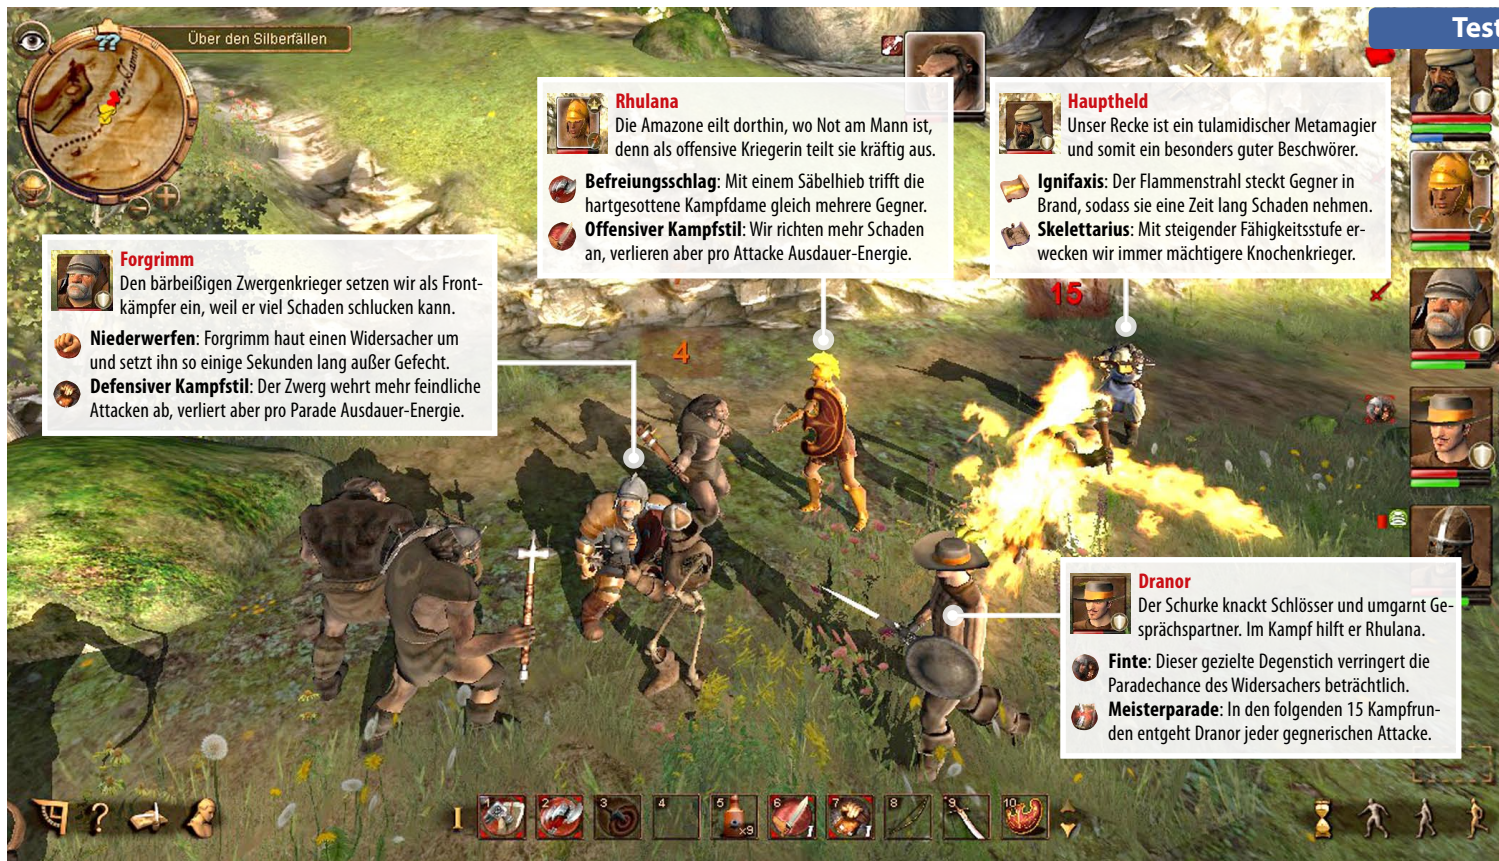 Test
??
Über den Silberfällen
Rhulana
Die Amazone eilt dorthin, wo Not am Mann ist,
denn als offensive Kriegerin teilt sie kräftig aus.
Befreiungsschlag: Mit einem Säbelhieb trifft die
hartgesottene Kampfdame gleich mehrere Gegner.
Offensiver Kampfstil: Wir richten mehr Schaden
an, verlieren aber pro Attacke Ausdauer-Energie.
Hauptheld
Unser Recke ist ein tulamidischer Metamagier
und somit ein besonders guter Beschwörer.
Ignifaxis: Der Flammenstrahl steckt Gegner in
Brand, sodass sie eine Zeit lang Schaden nehmen.
Skelettarius: Mit steigender Fähigkeitsstufe er-
wecken wir immer mächtigere Knochenkrieger.
Forgrimm
Den bärbeißigen Zwergenkrieger setzen wir als Front-
kämpfer ein, weil er viel Schaden schlucken kann.
Niederwerfen: Forgrimm haut einen Widersacher um
und setzt ihn so einige Sekunden lang außer Gefecht.
Defensiver Kampfstil: Der Zwerg wehrt mehr feindliche
Attacken ab, verliert aber pro Parade Ausdauer-Energie.
15
4
Dranor
Der Schurke knackt Schlösser und umgarnt Ge-
sprächspartner. Im Kampf hilft er Rhulana.
Finte: Dieser gezielte Degenstich verringert die
Paradechance des Widersachers beträchtlich.
Meisterparade: In den folgenden 15 Kampfrun-
den entgeht Dranor jeder gegnerischen Attacke.
? I 1 2 3 4 5 x9 6 I 7 I 8 9 10